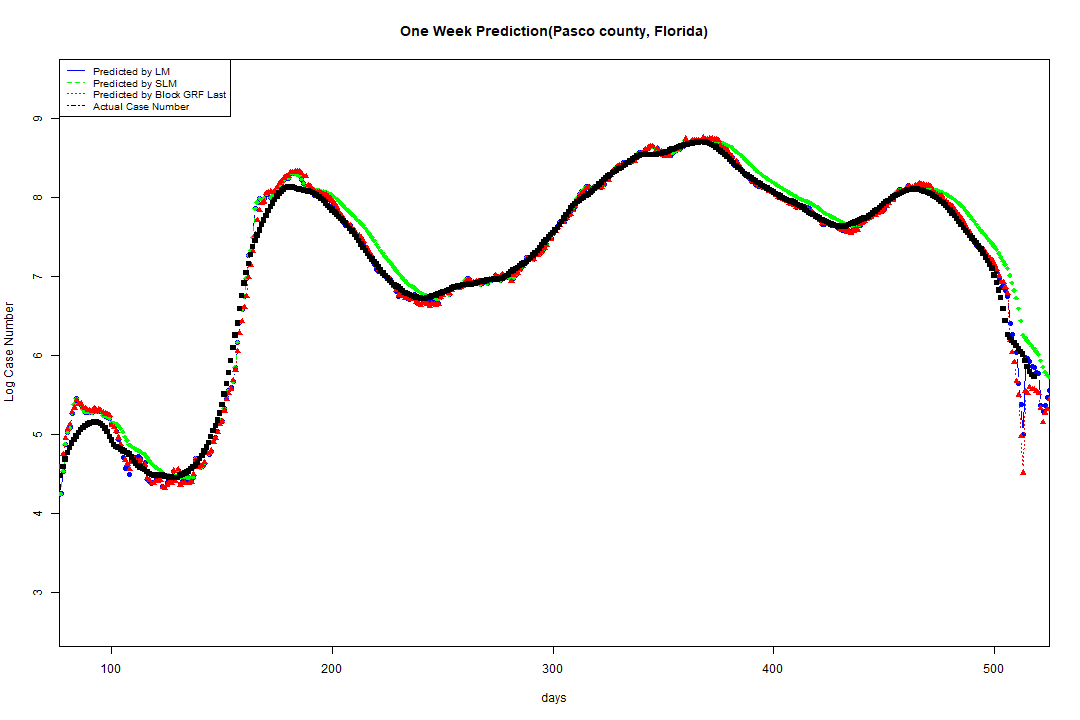 One Week Prediction(Pasco county, Florida)
Predicted by LM
Predicted by SLM
Predicted by Block GRF Last
Actual Case Number
9
8
7
6
5
4
3
Log Case Number
100 200 300 400 500
days